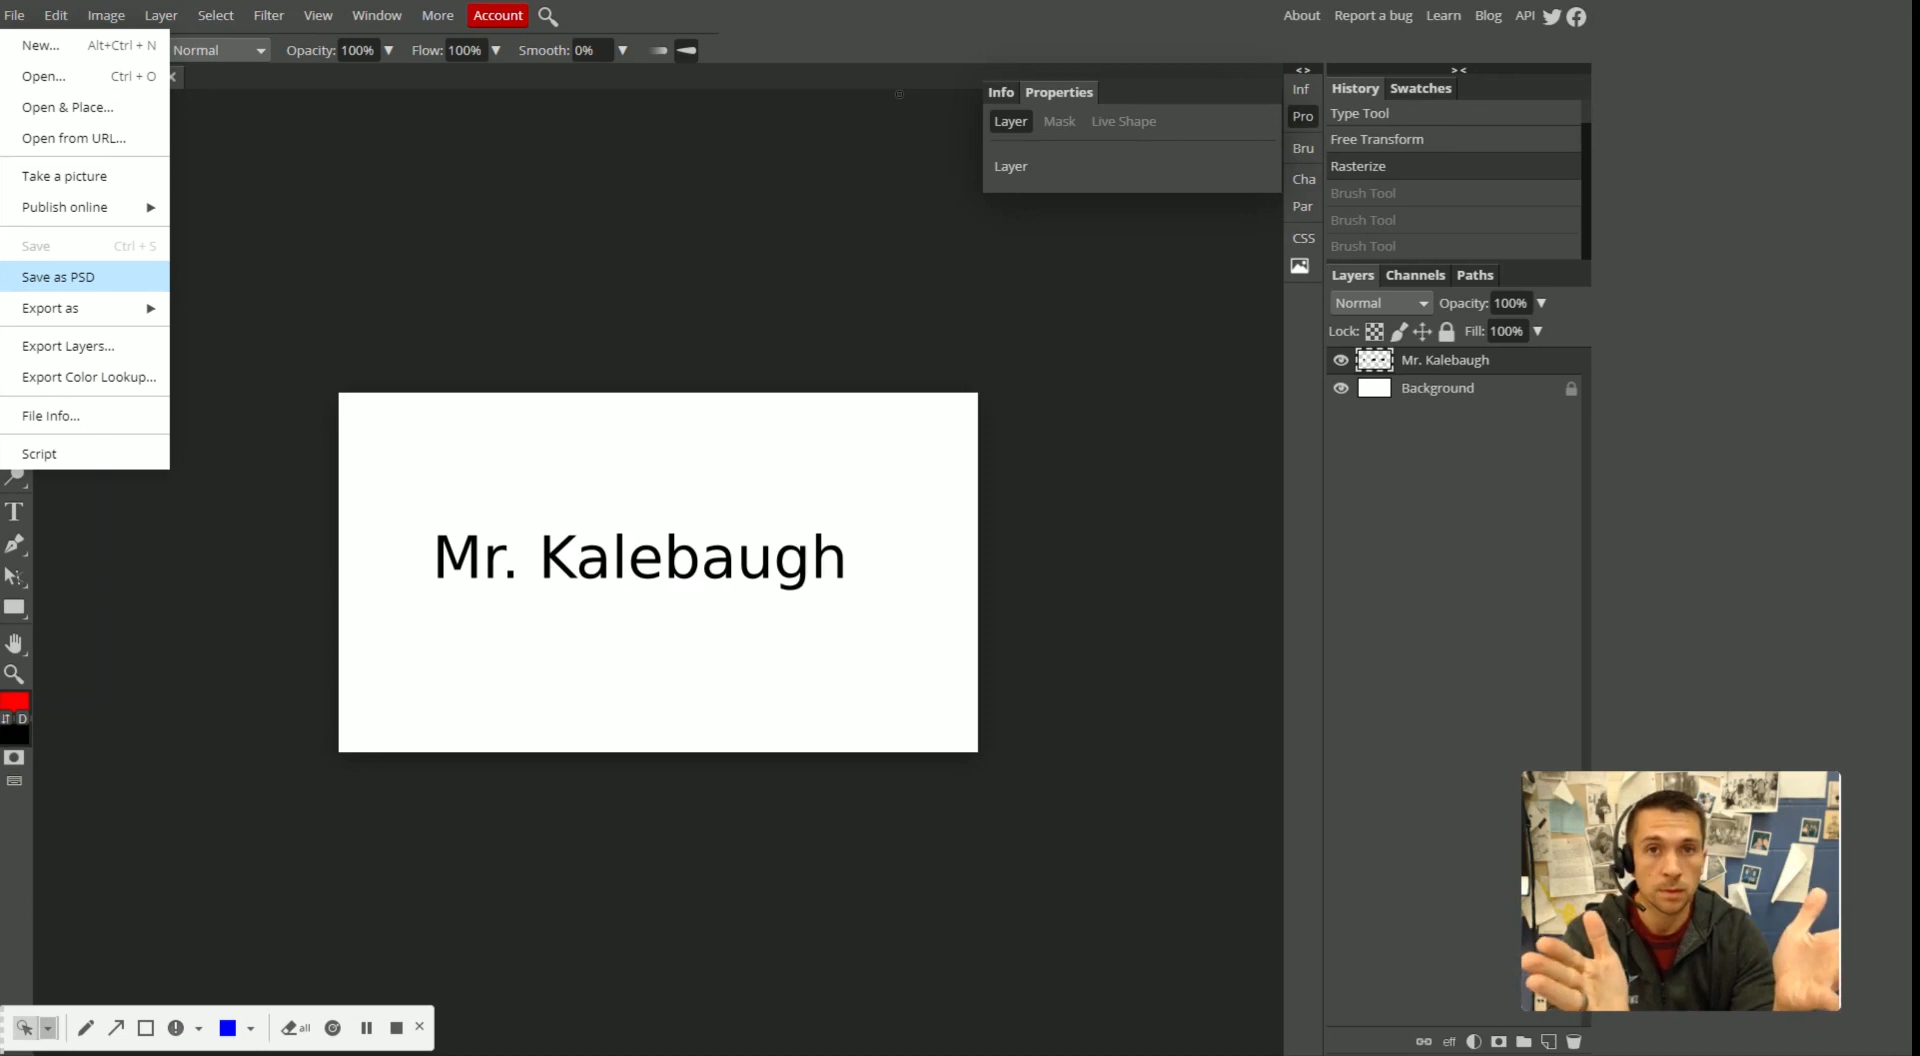 File Edit Image Layer Select Filter View Window More Account
About Report a bug Learn Blog API
New... Alt+Ctrl + N
Open... Ctrl + O
Open & Place...
Open from URL...
Take a picture
Publish online
Save Ctrl + S
Save as PSD
Export as
Export Layers...
Export Color Lookup...
File Info...
Script
Normal Opacity: 100% Flow: 100% Smooth: 0%
Info Properties
Layer Mask Live Shape
Layer
Inf
Pro
Bru
Cha
Par
CSS
History Swatches
Type Tool
Free Transform
Rasterize
Brush Tool
Brush Tool
Brush Tool
Layers Channels Paths
Normal Opacity: 100%
Lock: Fill: 100%
Mr. Kalebaugh
Background
Mr. Kalebaugh
T
D
all
eff